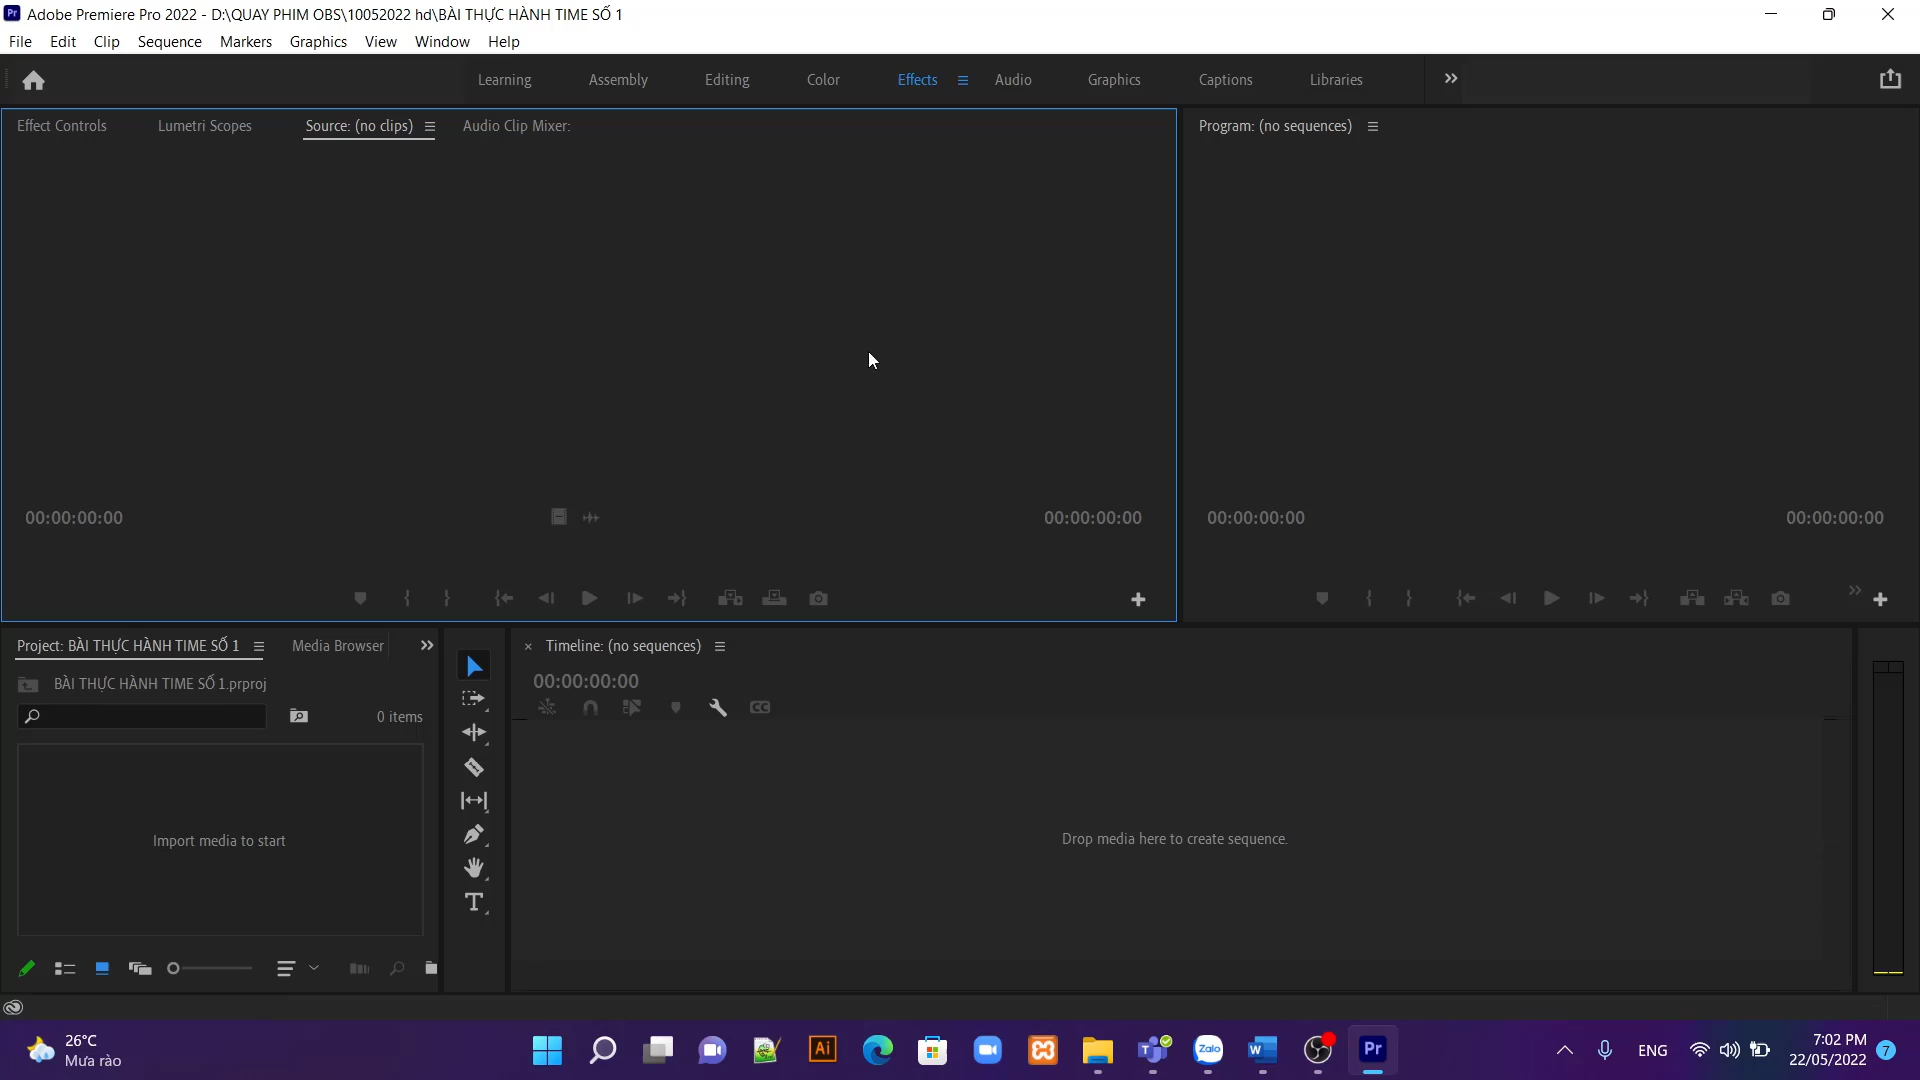 Adobe Premiere Pro 2022 - D:\QUAY PHIM OBS\10052022 hd\BÀI THỰC HÀNH TIME SỐ 1
File Edit Clip Sequence Markers Graphics View Window Help
Learning Assembly Editing Color Effects Audio Graphics Captions Libraries
Effect Controls Lumetri Scopes Source: (no clips) Audio Clip Mixer:
Program: (no sequences)
00:00:00:00 00:00:00:00
00:00:00:00 00:00:00:00
Project: BÀI THỰC HÀNH TIME SỐ 1 Media Browser
BÀI THỰC HÀNH TIME SỐ 1.prproj
0 items
Import media to start
Timeline: (no sequences)
00:00:00:00
Drop media here to create sequence.
26°C
Mưa rào
Ai
Zalo
W
Pr
ENG
7:02 PM
22/05/2022
7